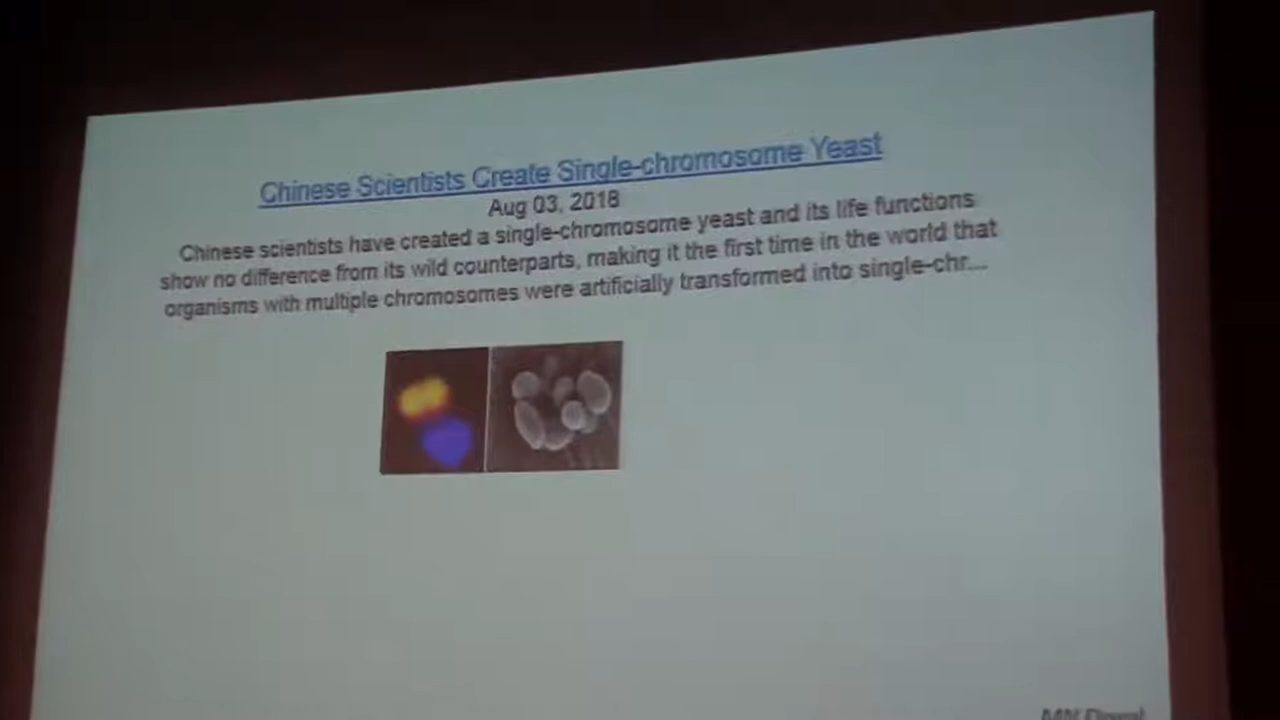 Chinese Scientists Create Single-chromosome Yeast
Aug 03, 2018
Chinese scientists have created a single-chromosome yeast and its life functions
show no difference from its wild counterparts, making it the first time in the world that
organisms with multiple chromosomes were artificially transformed into single-chr...